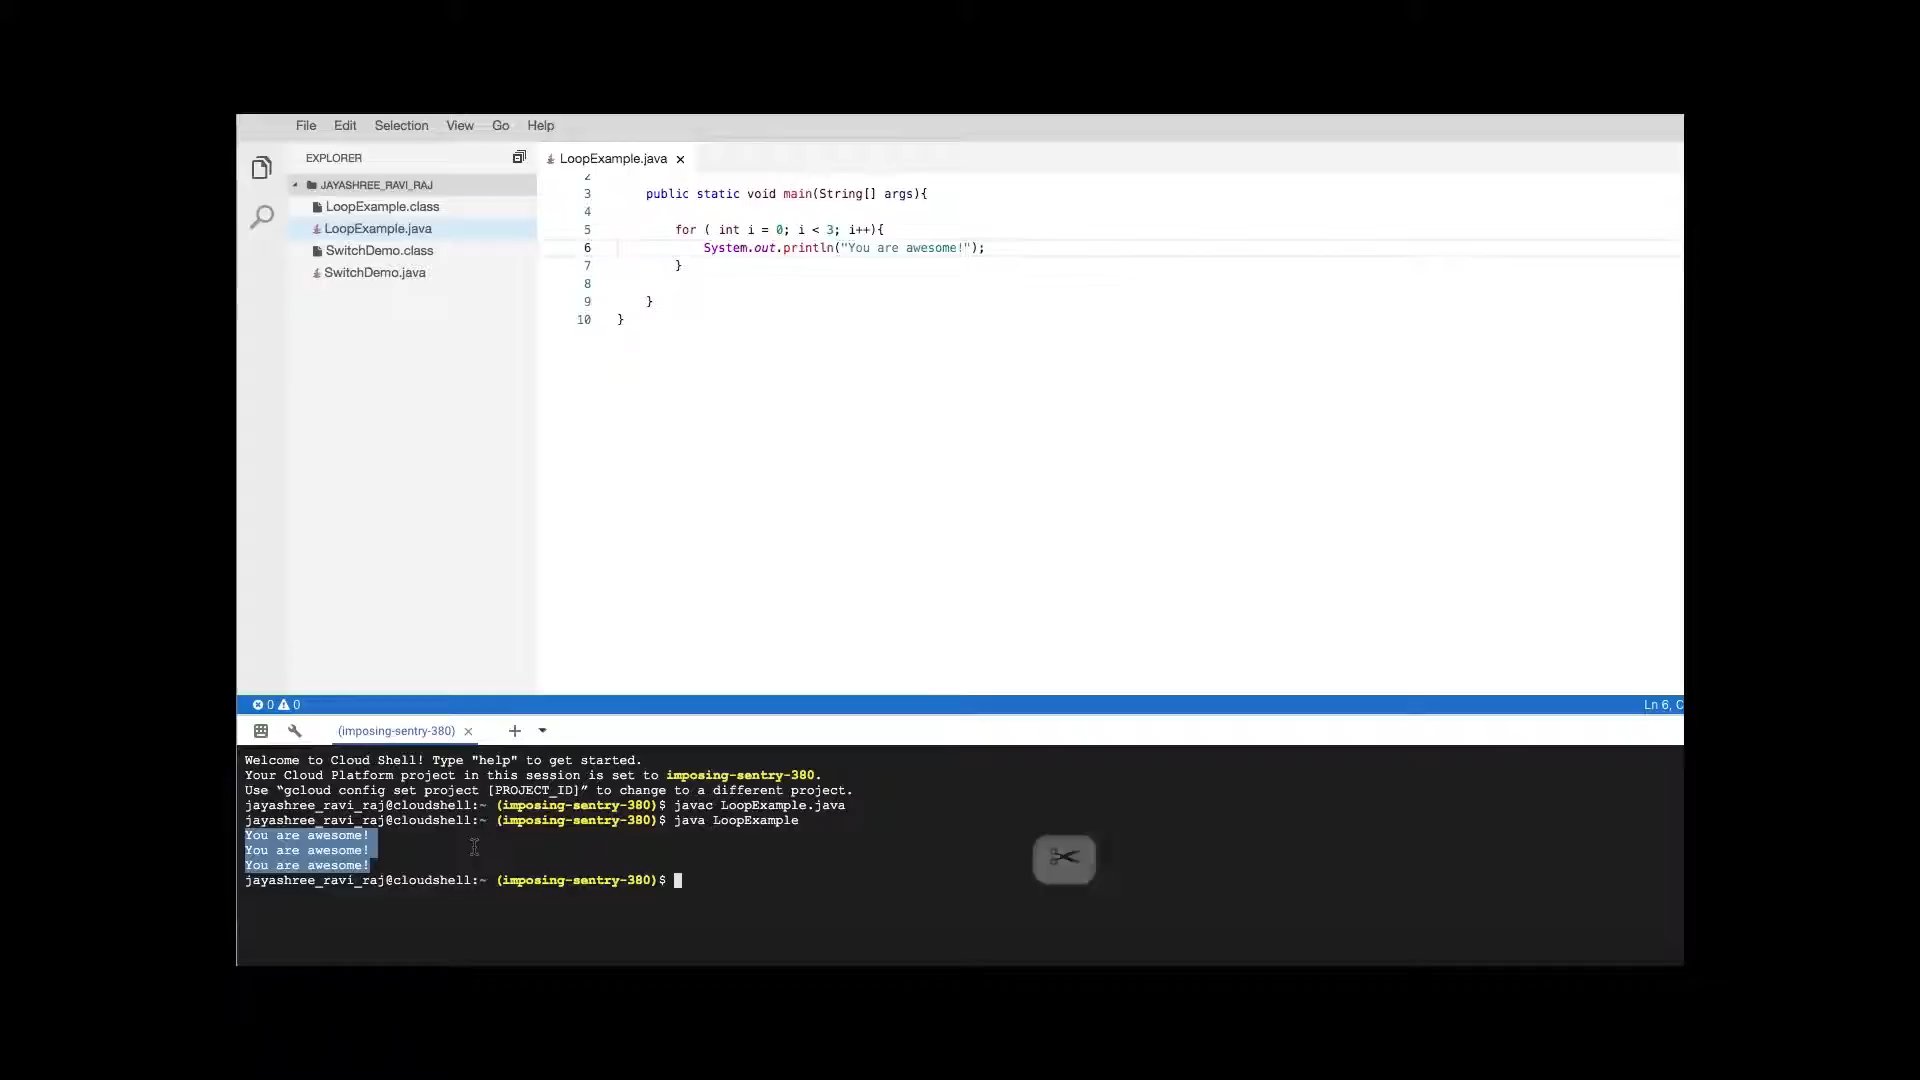 File Edit Selection View Go Help
EXPLORER
JAYASHREE_RAVI_RAJ
LoopExample.class
LoopExample.java
SwitchDemo.class
SwitchDemo.java
LoopExample.java ×
2
3 public static void main(String[] args){
4
5 for ( int i = 0; i < 3; i++){
6 System.out.println("You are awesome!");
7 }
8
9 }
10 }
0 0
Ln 6, C
(imposing-sentry-380) ×
Welcome to Cloud Shell! Type "help" to get started.
Your Cloud Platform project in this session is set to imposing-sentry-380.
Use “gcloud config set project [PROJECT_ID]” to change to a different project.
jayashree_ravi_raj@cloudshell:~ (imposing-sentry-380)$ javac LoopExample.java
jayashree_ravi_raj@cloudshell:~ (imposing-sentry-380)$ java LoopExample
You are awesome!
You are awesome!
You are awesome!
jayashree_ravi_raj@cloudshell:~ (imposing-sentry-380)$